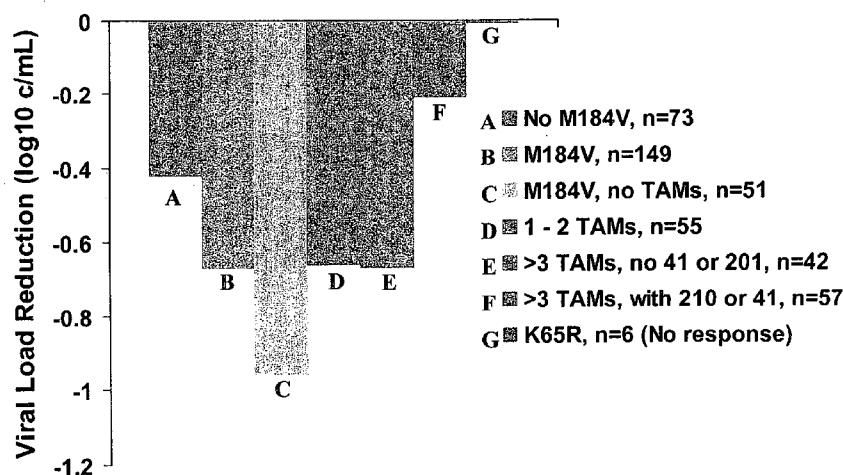 Viral Load Reduction (log10 c/mL)
0
-0.2
-0.4
-0.6
-0.8
-1
-1.2
A
B
C
D
E
F
G
A No M184V, n=73
B M184V, n=149
C M184V, no TAMs, n=51
D 1 - 2 TAMs, n=55
E >3 TAMs, no 41 or 201, n=42
F >3 TAMs, with 210 or 41, n=57
G K65R, n=6 (No response)